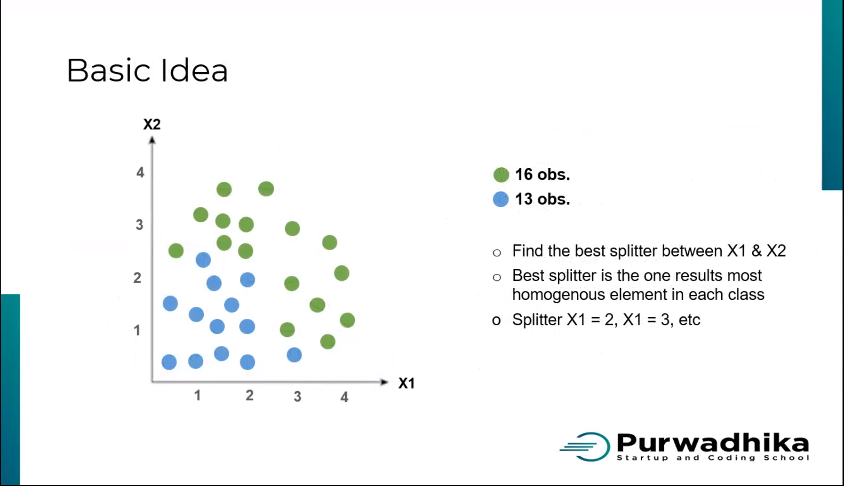 Basic Idea
X2
4
3
2
1
X1
1 2 3 4
16 obs.
13 obs.
o Find the best splitter between X1 & X2
o Best splitter is the one results most
homogenous element in each class
o Splitter X1 = 2, X1 = 3, etc
Purwadhika
Startup and Coding School